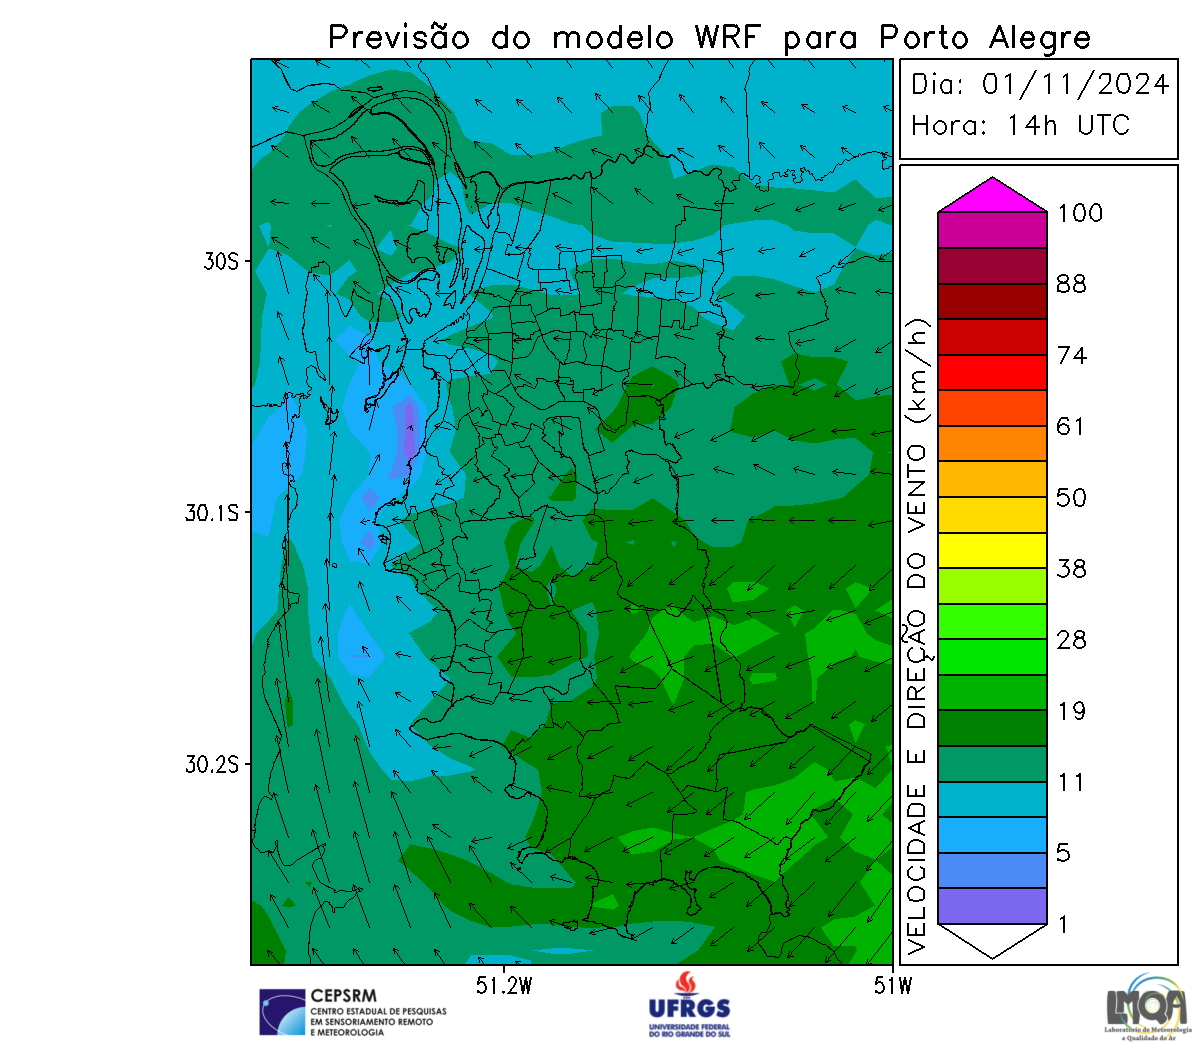 Previsão do modelo WRF para Porto Alegre
Dia: 01/11/2024
Hora: 14h UTC
100
88
74
61
50
38
28
19
11
5
1
VELOCIDADE E DIREÇÃO DO VENTO (km/h)
30S
30.1S
30.2S
51.2W
51W
CEPSRM
CENTRO ESTADUAL DE PESQUISAS
EM SENSORIAMENTO REMOTO
E METEOROLOGIA
UFRGS
UNIVERSIDADE FEDERAL
DO RIO GRANDE DO SUL
LMQA
Laboratório de Meteorologia
e Qualidade do Ar